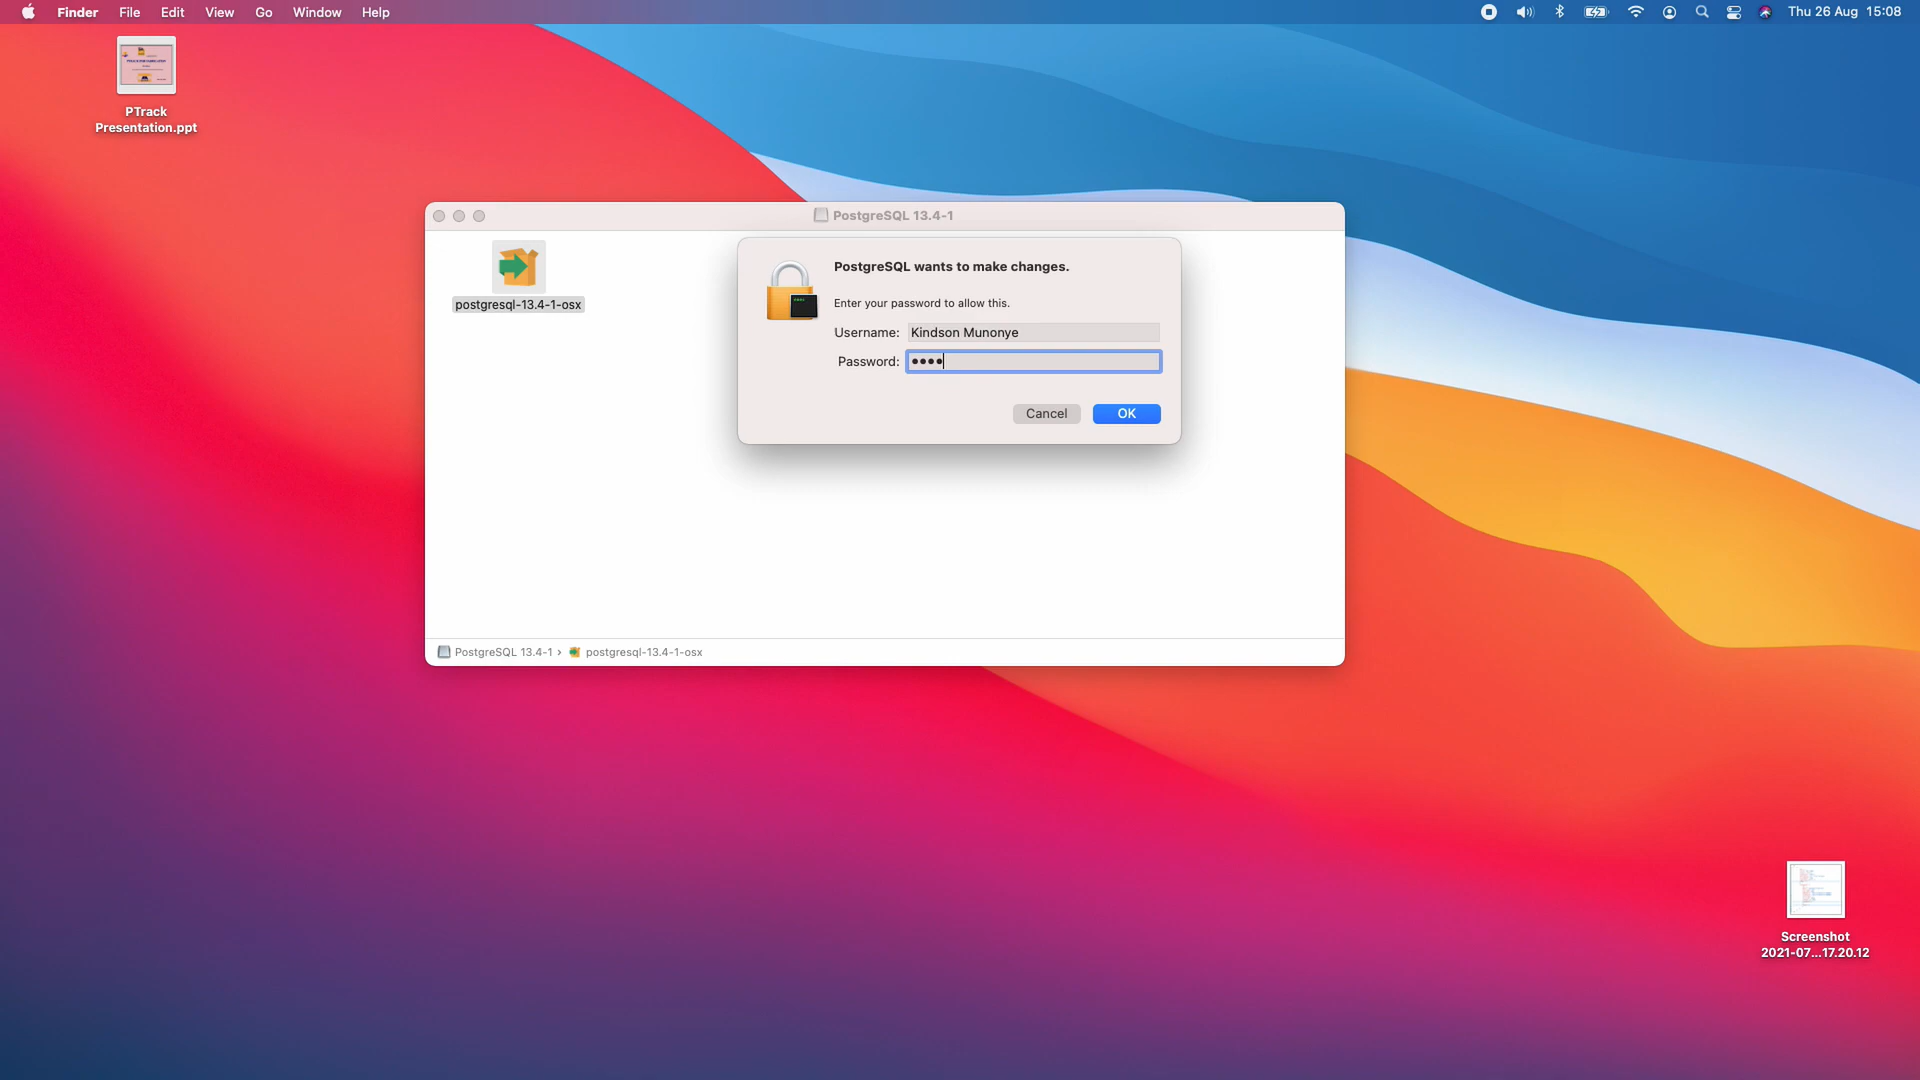 Finder File Edit View Go Window Help
Thu 26 Aug 15:08
PTrack
Presentation.ppt
PostgreSQL 13.4-1
postgresql-13.4-1-osx
PostgreSQL wants to make changes.
Enter your password to allow this.
Username: Kindson Munonye
Password: ••••
Cancel OK
PostgreSQL 13.4-1 › postgresql-13.4-1-osx
Screenshot
2021-07...17.20.12